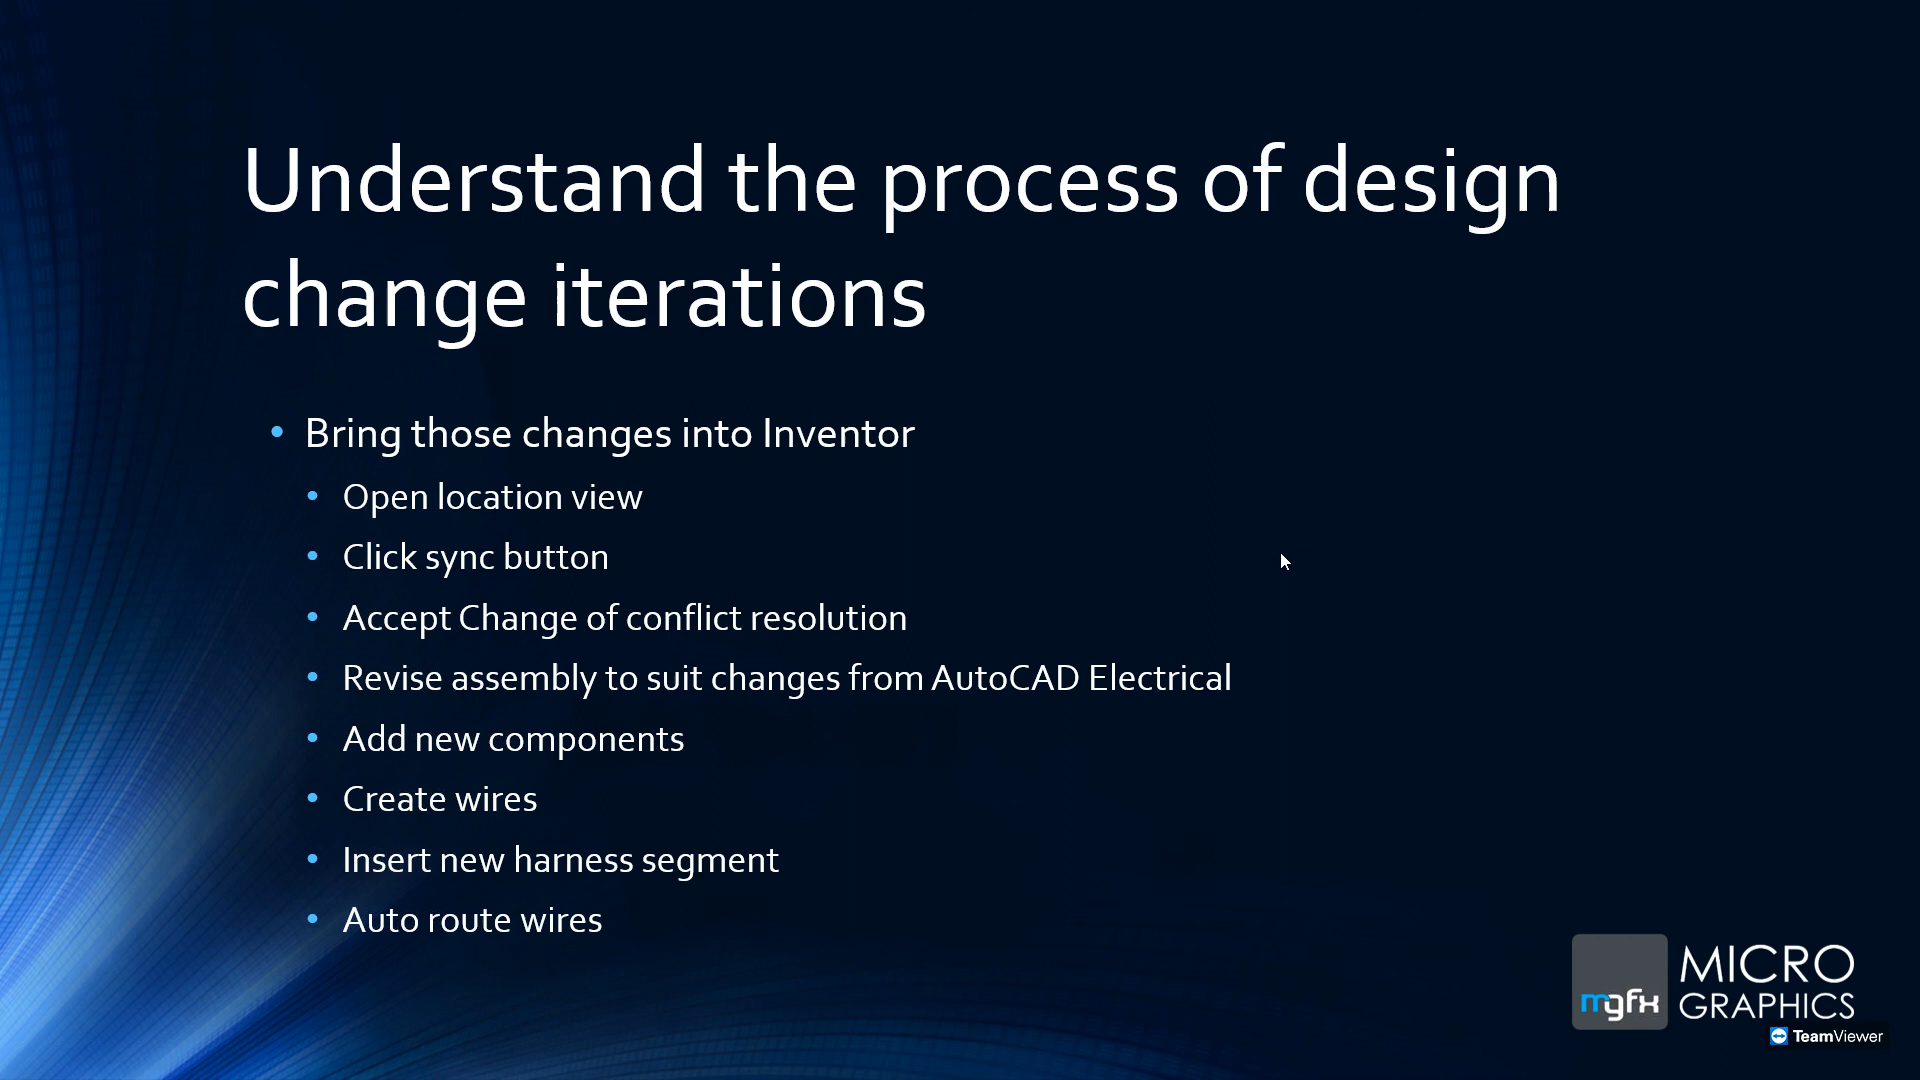 Understand the process of design
change iterations
• Bring those changes into Inventor
• Open location view
• Click sync button
• Accept Change of conflict resolution
• Revise assembly to suit changes from AutoCAD Electrical
• Add new components
• Create wires
• Insert new harness segment
• Auto route wires
mgfx
MICRO
GRAPHICS
TeamViewer